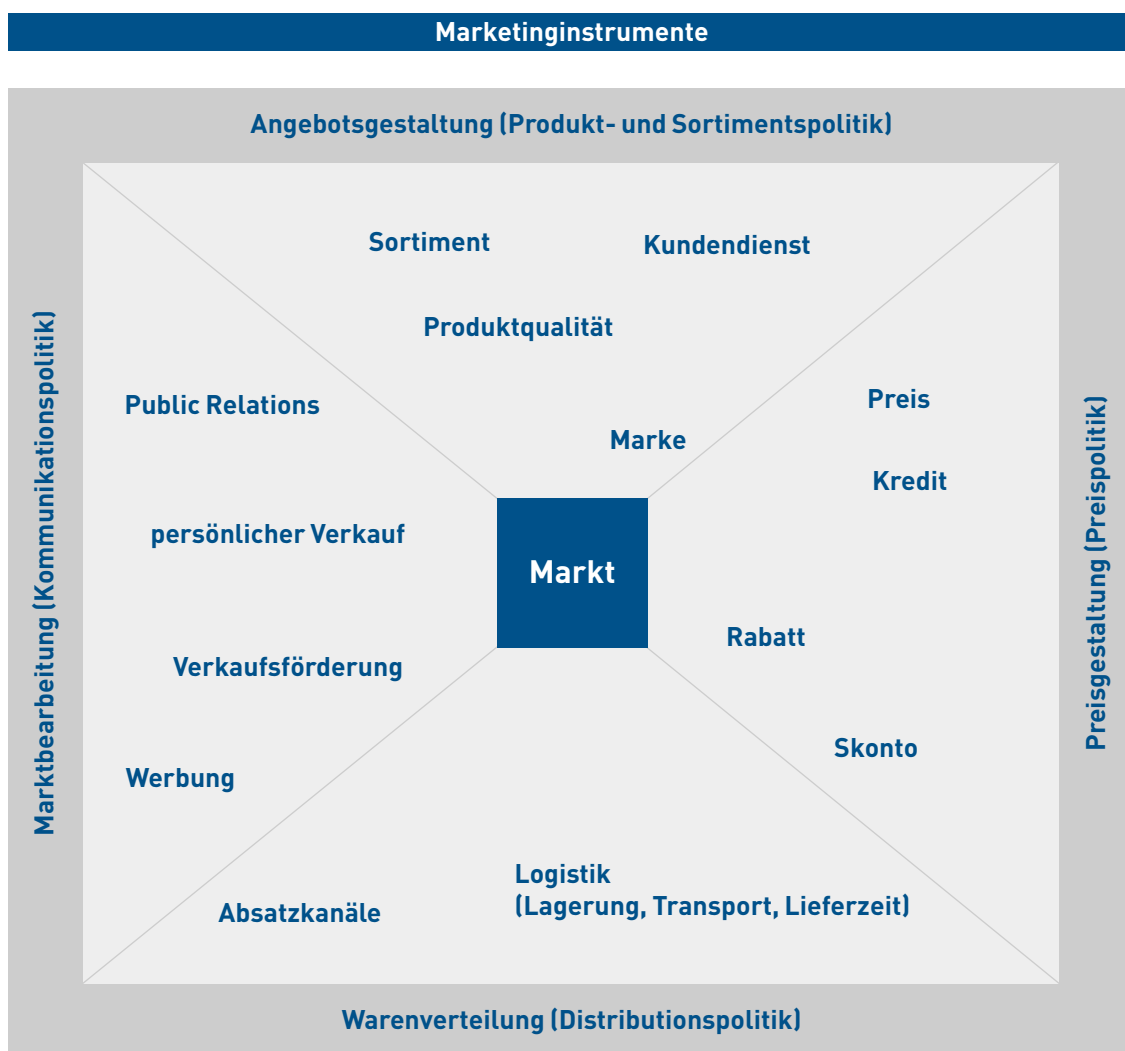 Marketinginstrumente
Angebotsgestaltung (Produkt- und Sortimentspolitik)
Sortiment
Kundendienst
Produktqualität
Marke
Marktbearbeitung (Kommunikationspolitik)
Public Relations
persönlicher Verkauf
Verkaufsförderung
Werbung
Markt
Preis
Kredit
Rabatt
Skonto
Preisgestaltung (Preispolitik)
Absatzkanäle
Logistik
(Lagerung, Transport, Lieferzeit)
Warenverteilung (Distributionspolitik)